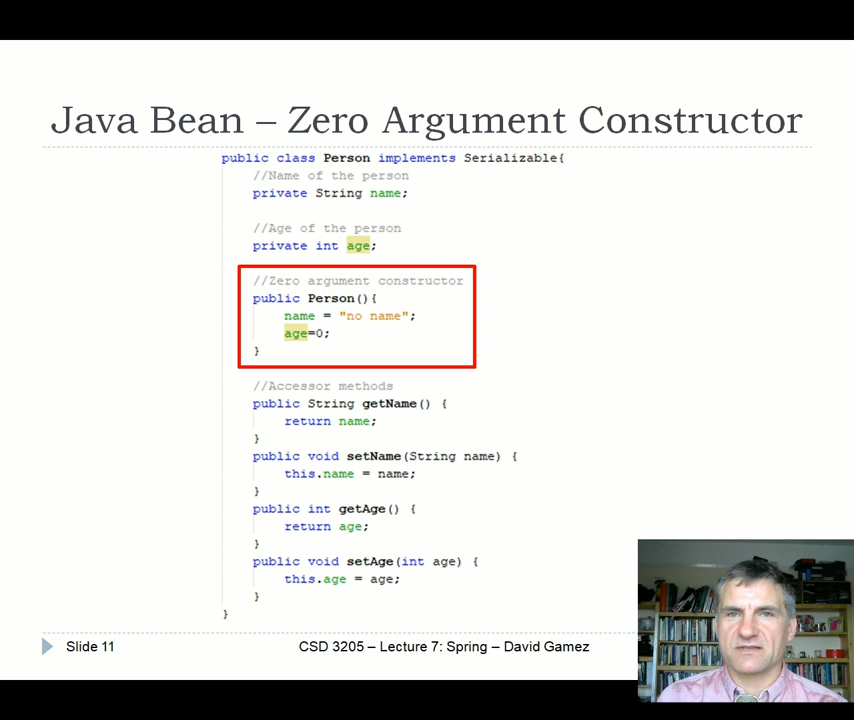 Java Bean – Zero Argument Constructor
public class Person implements Serializable{
//Name of the person
private String name;
//Age of the person
private int age;
//Zero argument constructor
public Person(){
name = "no name";
age=0;
}
//Accessor methods
public String getName() {
return name;
}
public void setName(String name) {
this.name = name;
}
public int getAge() {
return age;
}
public void setAge(int age) {
this.age = age;
}
}
Slide 11
CSD 3205 – Lecture 7: Spring – David Gamez